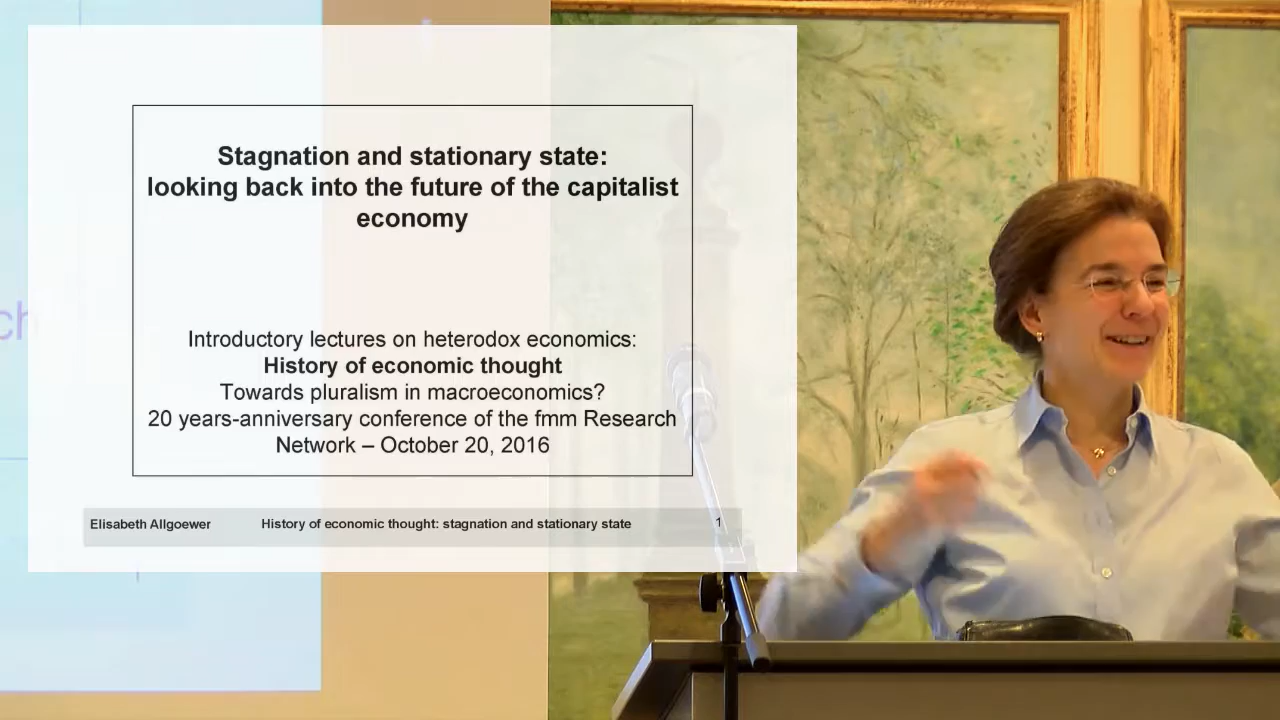 Stagnation and stationary state:
looking back into the future of the capitalist
economy
Introductory lectures on heterodox economics:
History of economic thought
Towards pluralism in macroeconomics?
20 years-anniversary conference of the fmm Research
Network – October 20, 2016
Elisabeth Allgoewer History of economic thought: stagnation and stationary state 1